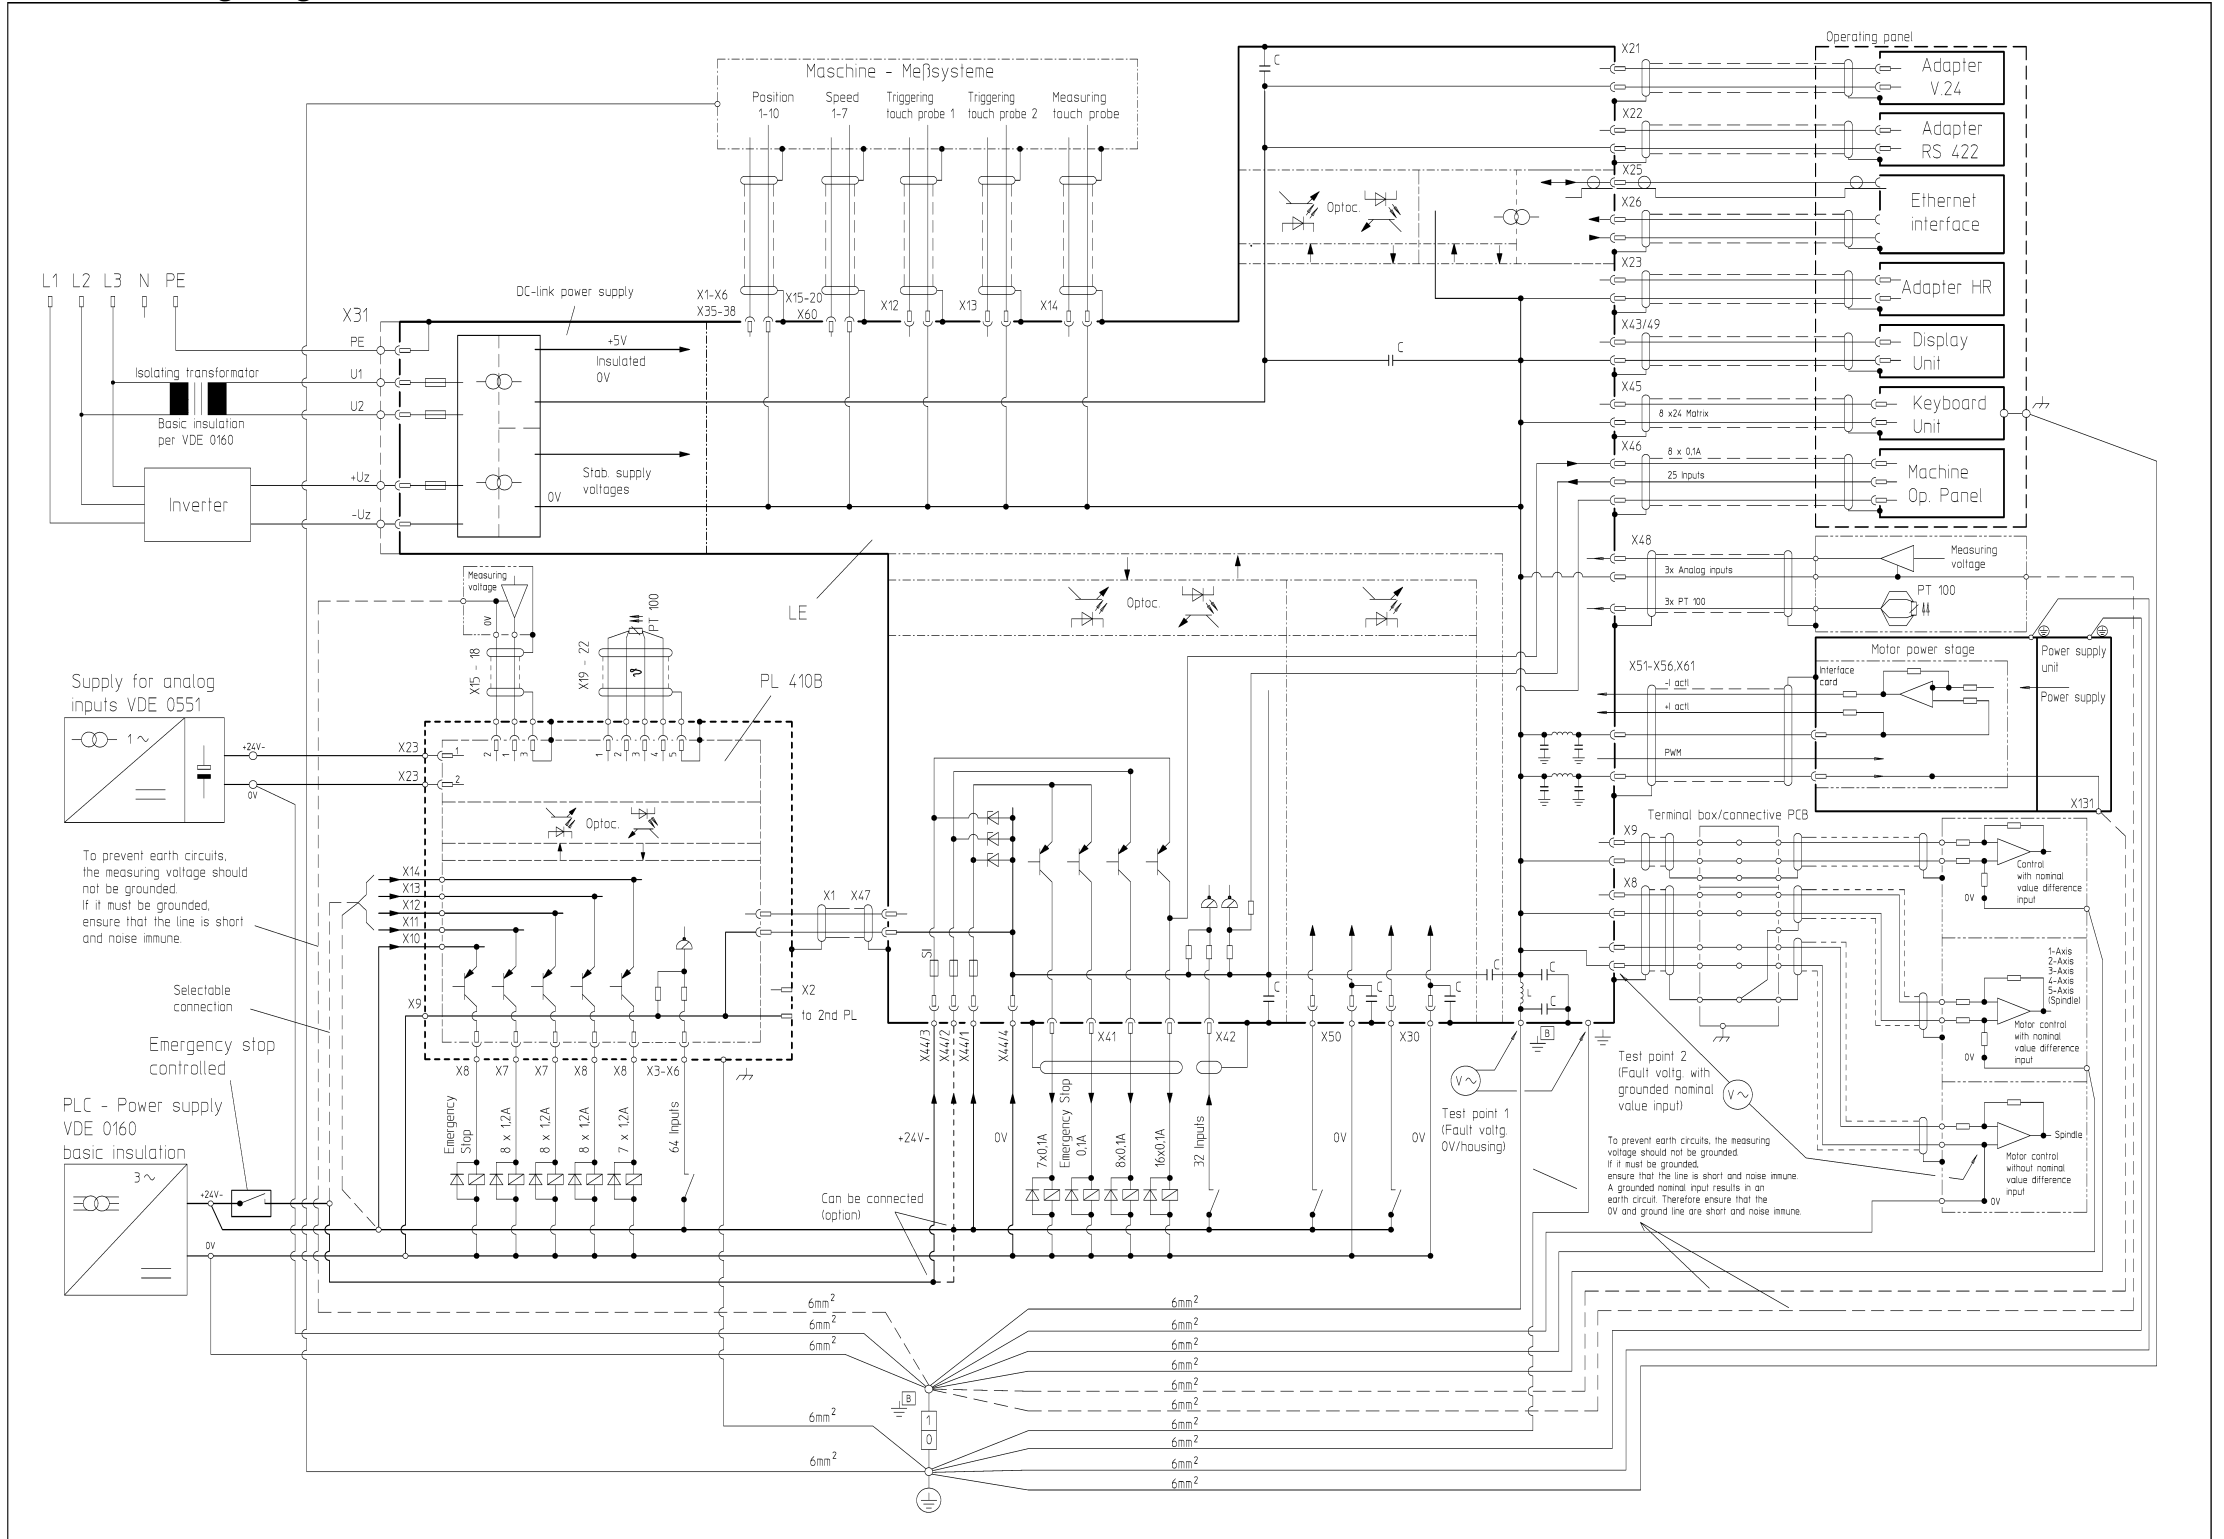 Maschine - Meßsysteme
Position
1-10
Speed
1-7
Triggering
touch probe 1
Triggering
touch probe 2
Measuring
touch probe
L1 L2 L3 N PE
X31
DC-link power supply
X1-X6
X35-38
X15-20
X60
X12
X13
X14
PE
U1
U2
+Uz
-Uz
Isolating transformator
Basic insulation
per VDE 0160
Inverter
+5V
Insulated
0V
Stab. supply
voltages
0V
LE
C
Optoc.
C
X21
X22
X25
X26
X23
X43/49
X45
8 x24 Matrix
X46
8 x 0,1A
25 Inputs
Operating panel
Adapter
V.24
Adapter
RS 422
Ethernet
interface
Adapter HR
Display
Unit
Keyboard
Unit
Machine
Op. Panel
X48
3x Analog inputs
3x PT 100
Measuring
voltage
PT 100
X51-X56,X61
-I actl
+I actl
PWM
Motor power stage
Interface
card
Power supply
unit
Power supply
X131
Measuring
voltage
0V
PT 100
ϑ
X15 - 18
X19 - 22
PL 410B
2 1 3
1 2 3 4 5
Supply for analog
inputs VDE 0551
1 ~
+24V-
0V
X23
1
X23
2
Optoc.
To prevent earth circuits,
the measuring voltage should
not be grounded.
If it must be grounded,
ensure that the line is short
and noise immune.
X14
X13
X12
X11
X10
X9
X1
X47
X2
to 2nd PL
Selectable
connection
Emergency stop
controlled
PLC - Power supply
VDE 0160
basic insulation
3 ~
+24V-
0V
X8
X7
X7
X8
X8
X3-X6
Emergency
Stop
8 x 1,2A
8 x 1,2A
8 x 1,2A
7 x 1,2A
64 Inputs
Optoc.
SI
X44/3
X44/2
X44/1
X44/4
X41
X42
X50
X30
C
C
C
C
C
C
L
B
+24V-
0V
7x0,1A
Emergency Stop
0,1A
8x0,1A
16x0,1A
32 Inputs
0V
0V
Can be connected
(option)
V~
Test point 1
(Fault voltg.
0V/housing)
Test point 2
(Fault voltg. with
grounded nominal
value input)
V~
Terminal box/connective PCB
X9
X8
Control
with nominal
value difference
input
0V
1-Axis
2-Axis
3-Axis
4-Axis
5-Axis
(Spindle)
Motor control
with nominal
value difference
input
0V
Spindle
Motor control
without nominal
value difference
input
0V
To prevent earth circuits, the measuring
voltage should not be grounded.
If it must be grounded,
ensure that the line is short and noise immune.
A grounded nominal input results in an
earth circuit. Therefore ensure that the
0V and ground line are short and noise immune.
6mm²
6mm²
6mm²
6mm²
6mm²
6mm²
6mm²
6mm²
6mm²
B
1
0
6mm²
6mm²
6mm²
6mm²
6mm²
6mm²